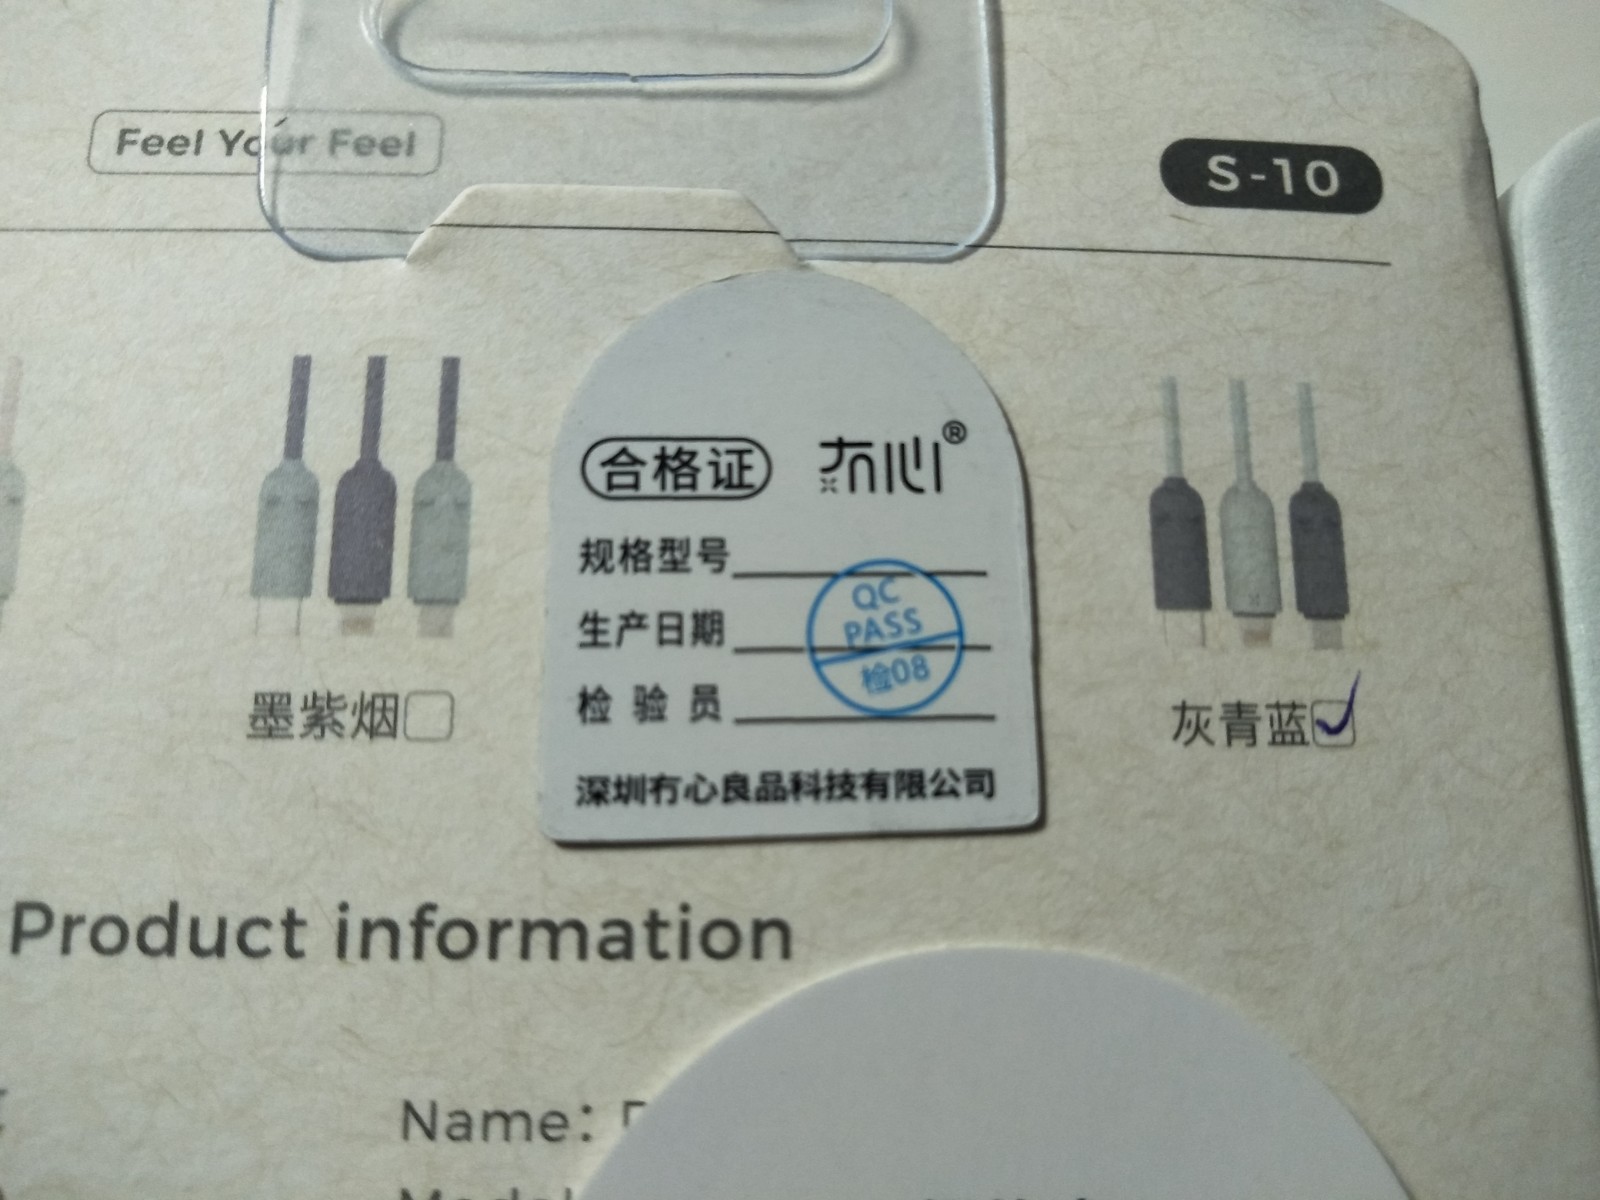 Feel Your Feel
S-10
合格证 冇心®
规格型号
生产日期
检验员
QC
PASS
检08
深圳冇心良品科技有限公司
墨紫烟
灰青蓝
Product information
Name: